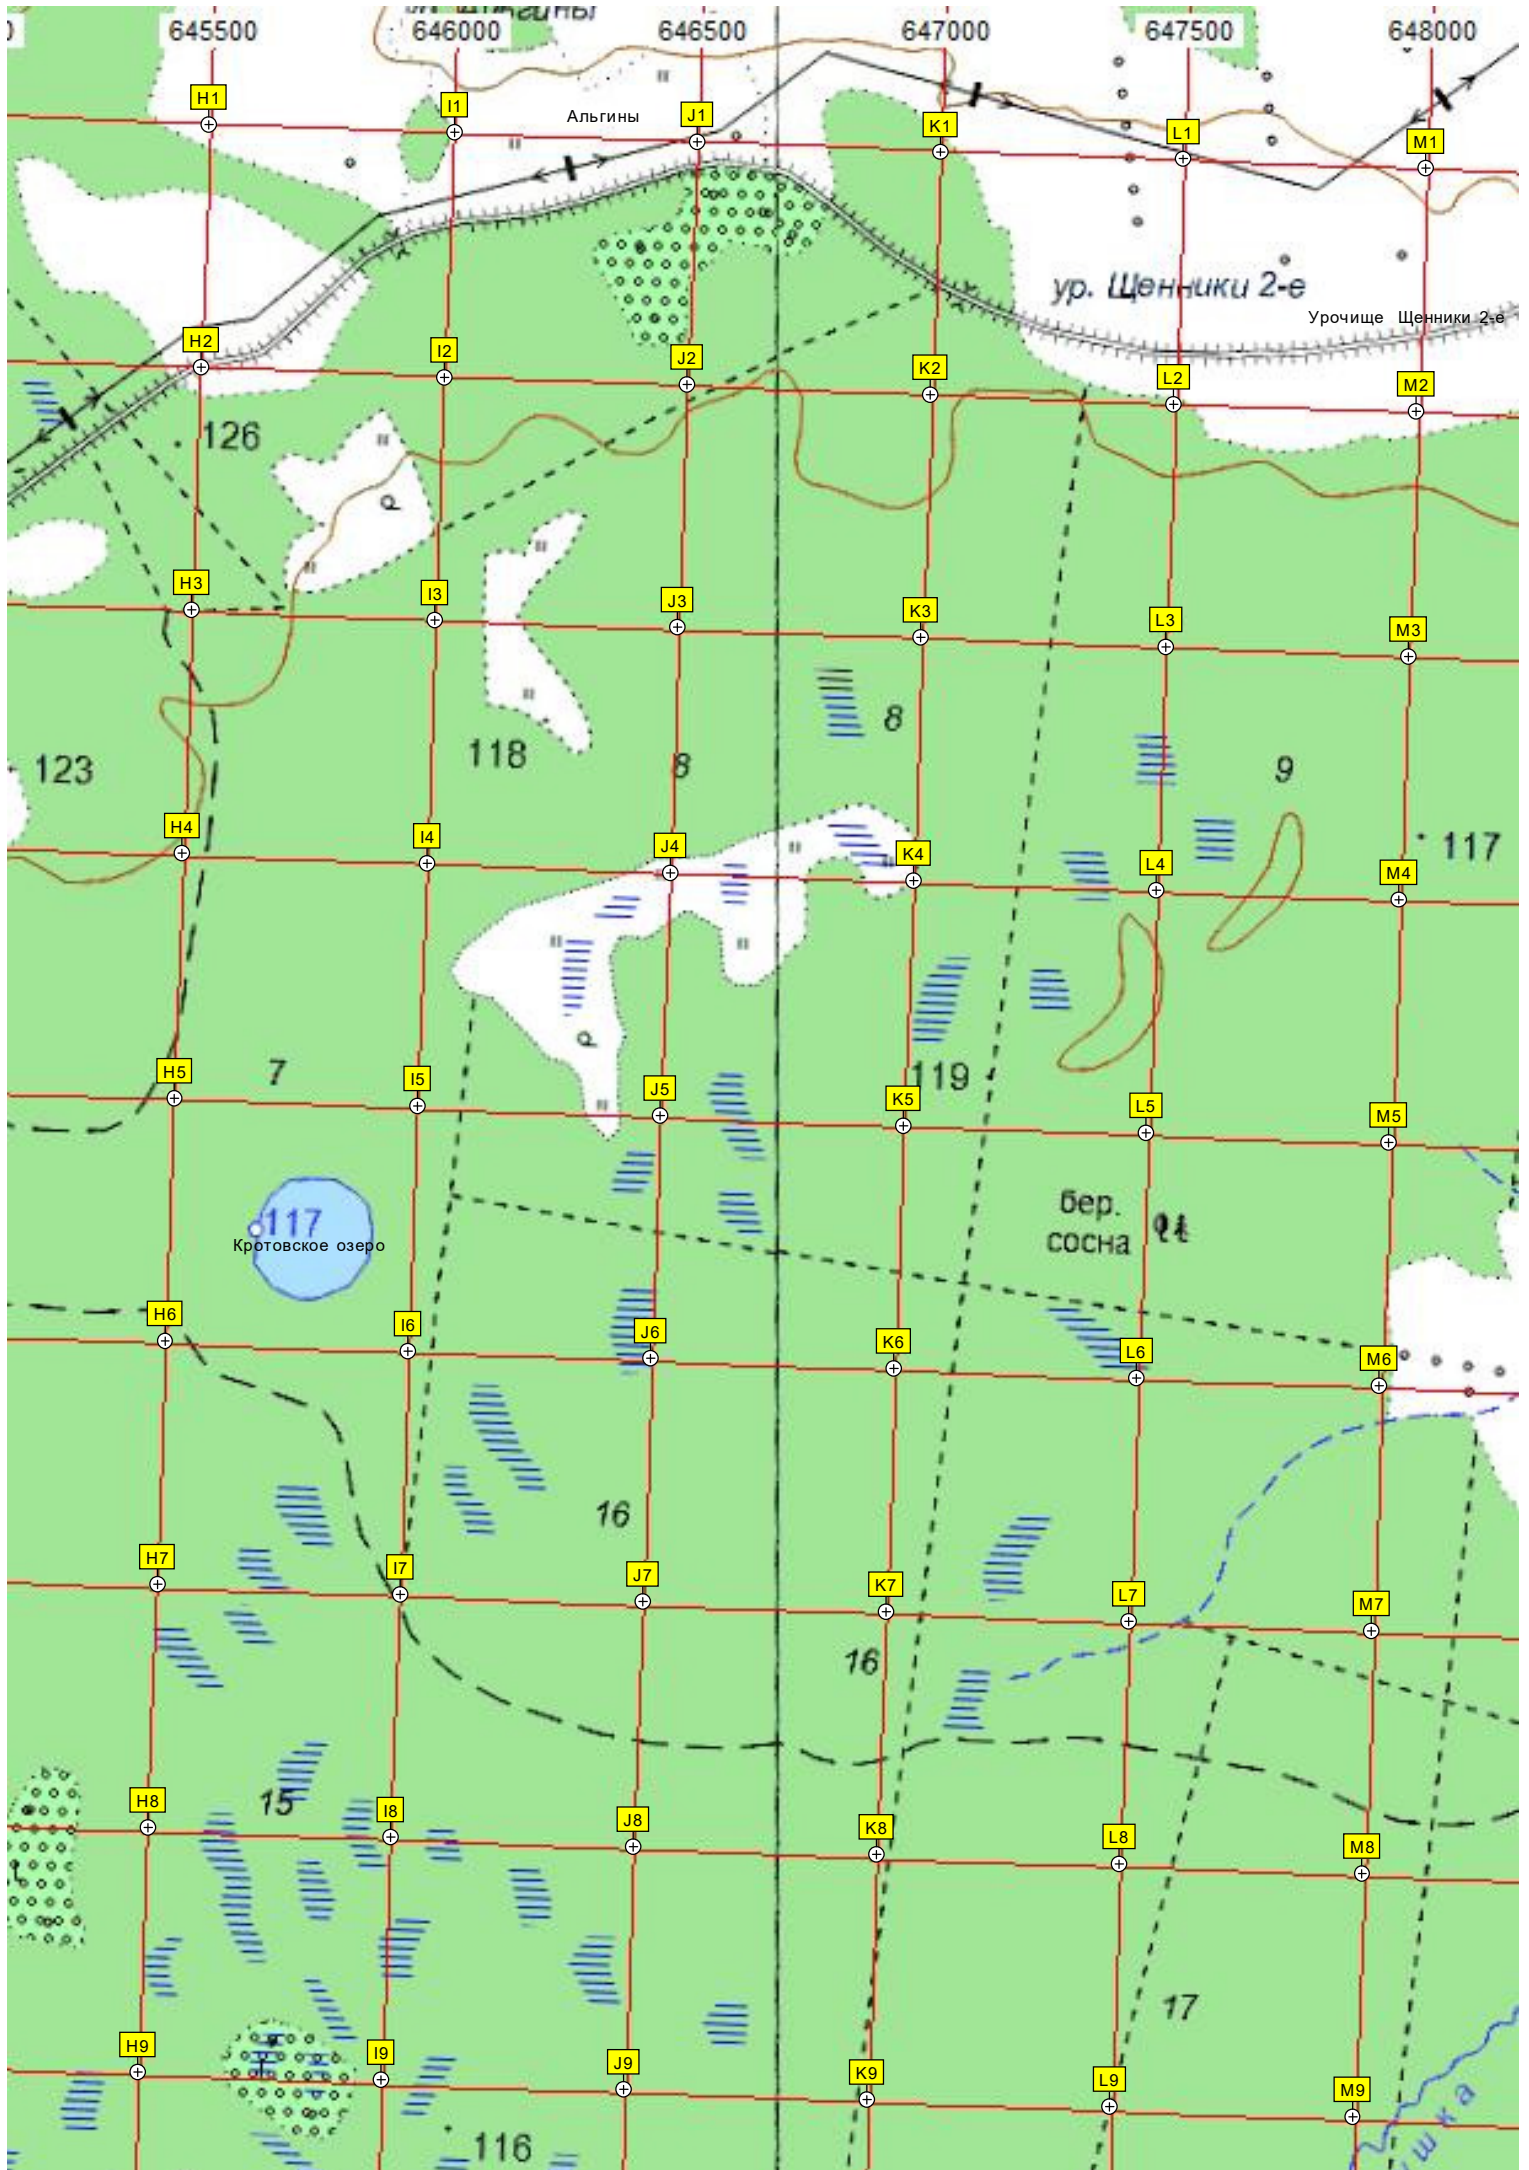 645500 646000 646500 647000 647500 648000
H1 I1 Альгины J1 K1 L1 M1
ур. Щенники 2-е
Урочище Щенники 2-е
H2 I2 J2 K2 L2 M2
126
H3 I3 J3 K3 L3 M3
8
118 8 9
123
H4 I4 J4 K4 L4 M4
117
7 119
H5 I5 J5 K5 L5 M5
117
Кротовское озеро
бер.
сосна
H6 I6 J6 K6 L6 M6
16
H7 I7 J7 K7 L7 M7
16
15
H8 I8 J8 K8 L8 M8
17
H9 I9 J9 K9 L9 M9
116